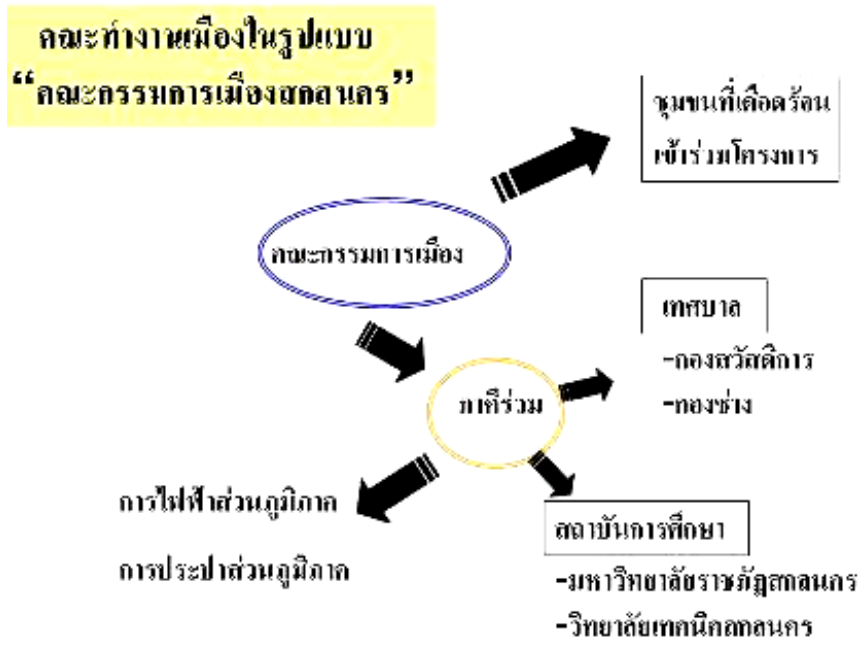 คณะทำงานเมืองในรูปแบบ
“คณะกรรมการเมืองสกลนคร”
ชุมชนที่เดือดร้อน
เข้าร่วมโครงการ
คณะกรรมการเมือง
เทศบาล
-กองสวัสดิการ
-กองช่าง
ภาคีร่วม
การไฟฟ้าส่วนภูมิภาค
การประปาส่วนภูมิภาค
สถาบันการศึกษา
-มหาวิทยาลัยราชภัฏสกลนคร
-วิทยาลัยเทคนิคสกลนคร